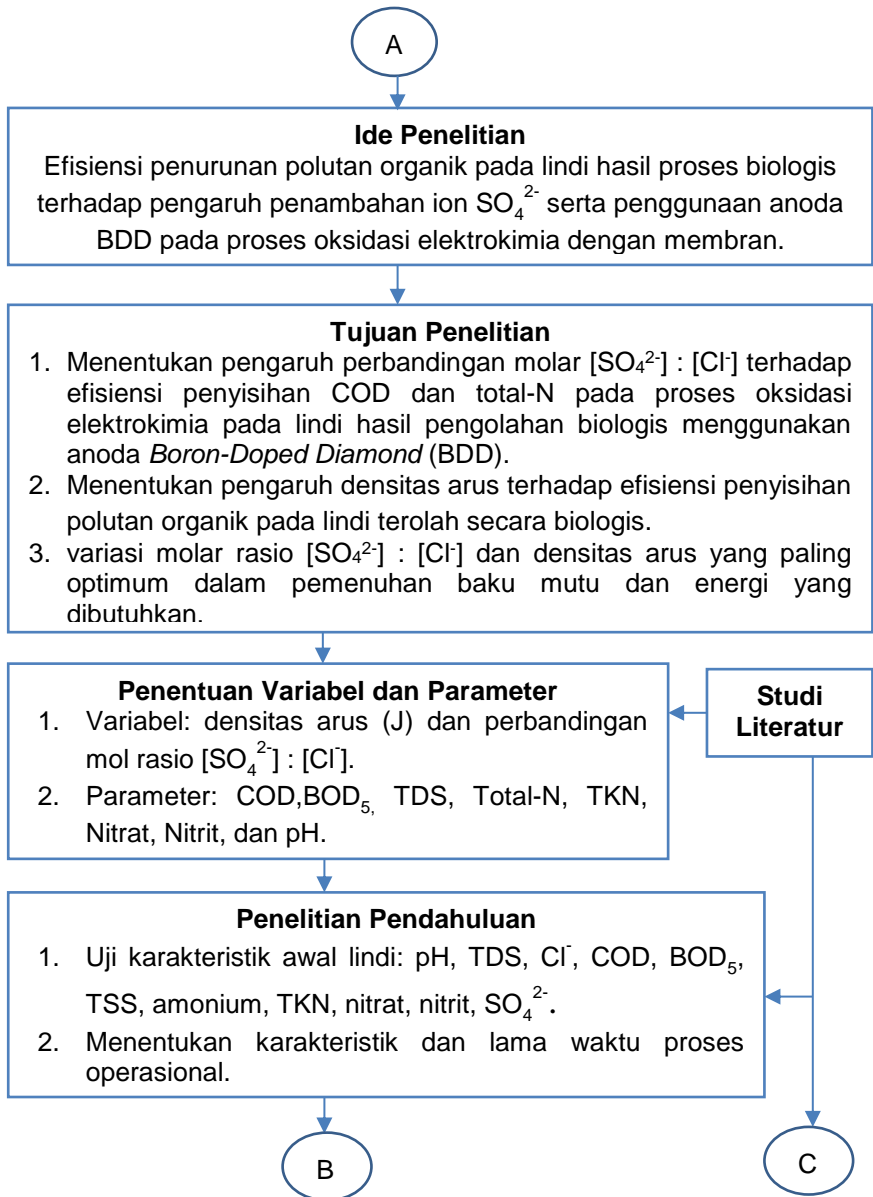 A
Ide Penelitian
Efisiensi penurunan polutan organik pada lindi hasil proses biologis
terhadap pengaruh penambahan ion SO₄²⁻ serta penggunaan anoda
BDD pada proses oksidasi elektrokimia dengan membran.
Tujuan Penelitian
1. Menentukan pengaruh perbandingan molar [SO₄²⁻] : [Cl⁻] terhadap
efisiensi penyisihan COD dan total-N pada proses oksidasi
elektrokimia pada lindi hasil pengolahan biologis menggunakan
anoda Boron-Doped Diamond (BDD).
2. Menentukan pengaruh densitas arus terhadap efisiensi penyisihan
polutan organik pada lindi terolah secara biologis.
3. variasi molar rasio [SO₄²⁻] : [Cl⁻] dan densitas arus yang paling
optimum dalam pemenuhan baku mutu dan energi yang
dibutuhkan.
Penentuan Variabel dan Parameter
1. Variabel: densitas arus (J) dan perbandingan
mol rasio [SO₄²⁻] : [Cl⁻].
2. Parameter: COD,BOD₅, TDS, Total-N, TKN,
Nitrat, Nitrit, dan pH.
Studi
Literatur
Penelitian Pendahuluan
1. Uji karakteristik awal lindi: pH, TDS, Cl⁻, COD, BOD₅,
TSS, amonium, TKN, nitrat, nitrit, SO₄²⁻.
2. Menentukan karakteristik dan lama waktu proses
operasional.
B
C